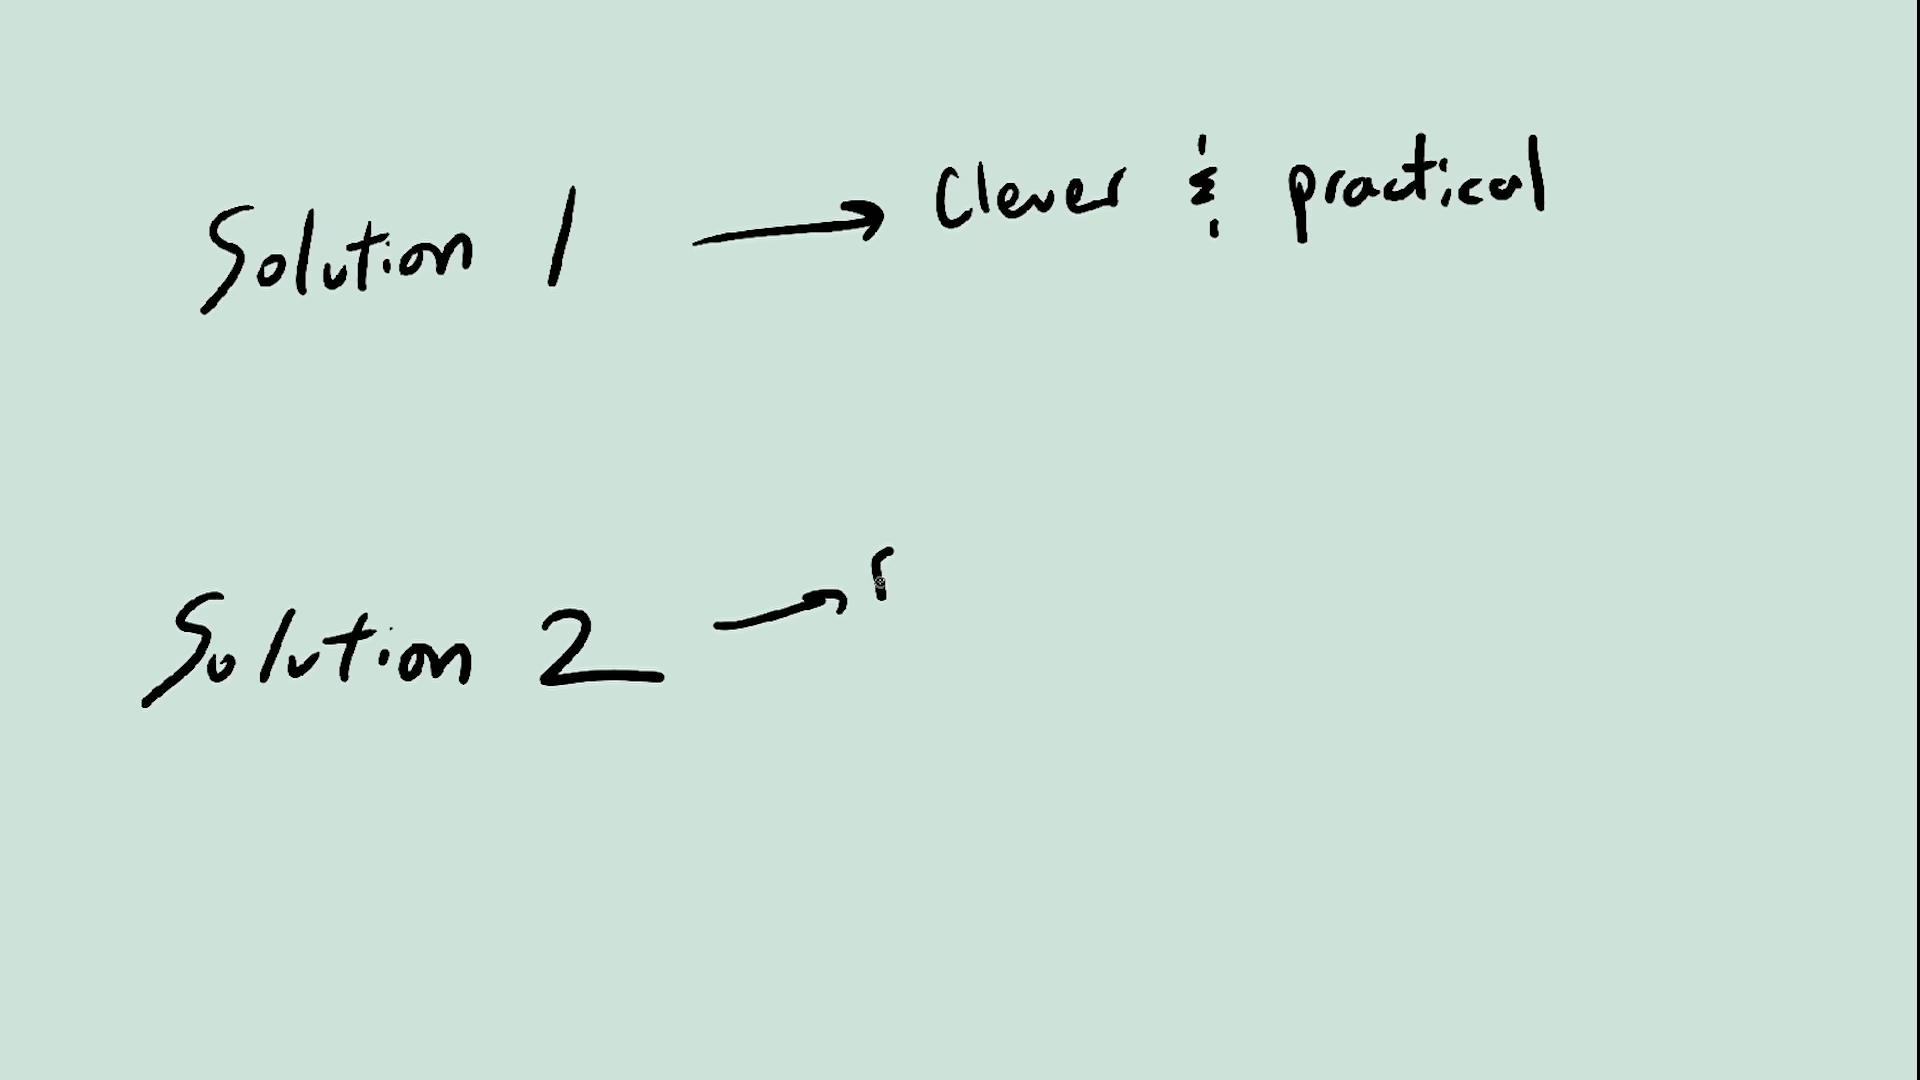 Solution 1 → Clever & practical
Solution 2 →